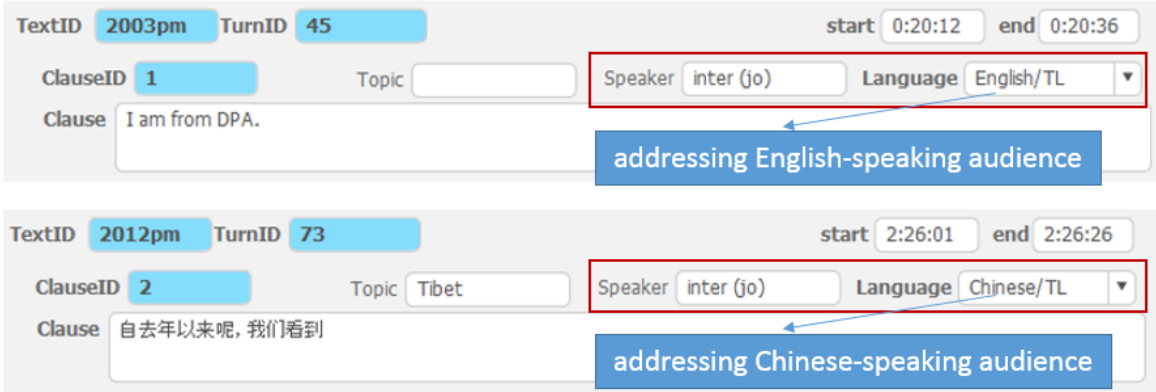 TextID 2003pm TurnID 45 start 0:20:12 end 0:20:36
ClauseID 1 Topic Speaker inter (jo) Language English/TL
Clause I am from DPA.
addressing English-speaking audience
TextID 2012pm TurnID 73 start 2:26:01 end 2:26:26
ClauseID 2 Topic Tibet Speaker inter (jo) Language Chinese/TL
Clause 自去年以来呢, 我们看到
addressing Chinese-speaking audience